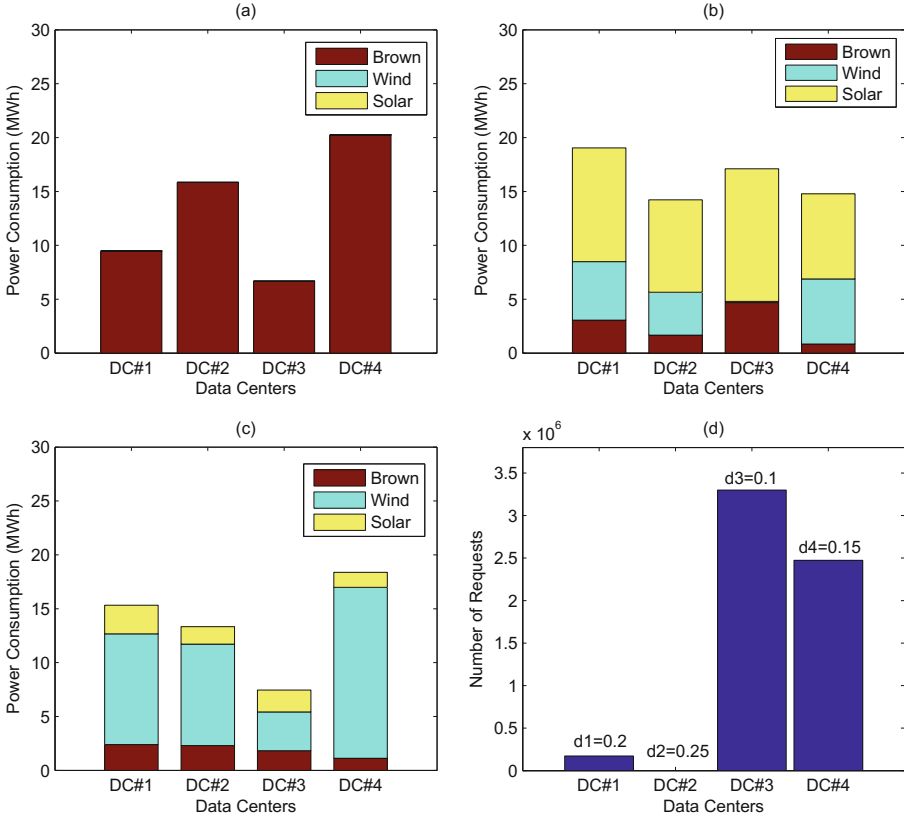 (a)
Power Consumption (MWh)
30
25
20
15
10
5
0
Brown
Wind
Solar
DC#1 DC#2 DC#3 DC#4
Data Centers
(b)
Power Consumption (MWh)
30
25
20
15
10
5
0
Brown
Wind
Solar
DC#1 DC#2 DC#3 DC#4
Data Centers
(c)
Power Consumption (MWh)
30
25
20
15
10
5
0
Brown
Wind
Solar
DC#1 DC#2 DC#3 DC#4
Data Centers
(d)
x 10^6
Number of Requests
3.5
3
2.5
2
1.5
1
0.5
0
d1=0.2
d2=0.25
d3=0.1
d4=0.15
DC#1 DC#2 DC#3 DC#4
Data Centers